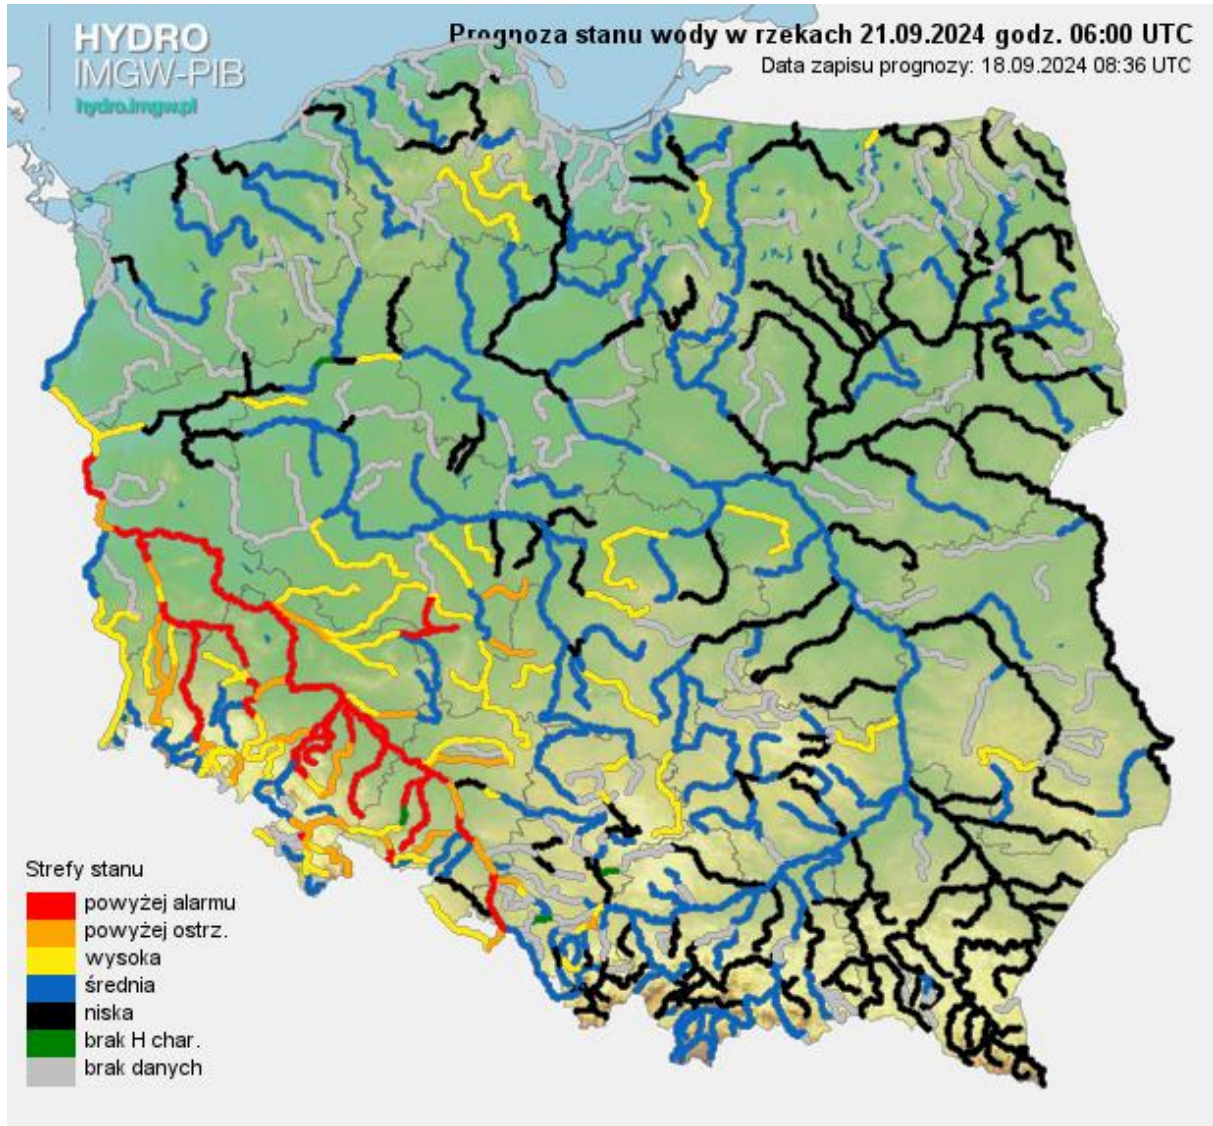 HYDRO
IMGW-PIB
hydro.imgw.pl
Prognoza stanu wody w rzekach 21.09.2024 godz. 06:00 UTC
Data zapisu prognozy: 18.09.2024 08:36 UTC
Strefy stanu
powyżej alarmu
powyżej ostrz.
wysoka
średnia
niska
brak H char.
brak danych